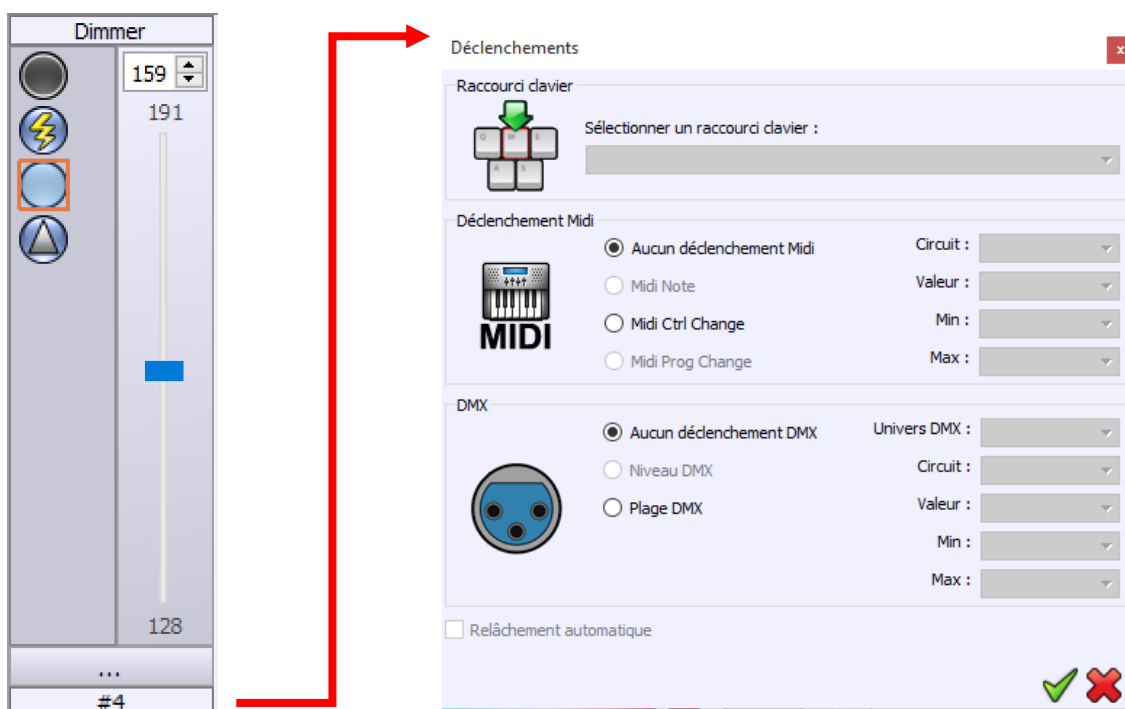 Dimmer
159
191
128
...
#4
Déclenchements
x
Raccourci clavier
Q W E
A S
Sélectionner un raccourci clavier :
Déclenchement Midi
Aucun déclenchement Midi
Circuit :
Midi Note
Valeur :
Midi Ctrl Change
Min :
Midi Prog Change
Max :
MIDI
DMX
Aucun déclenchement DMX
Univers DMX :
Niveau DMX
Circuit :
Plage DMX
Valeur :
Min :
Max :
Relâchement automatique